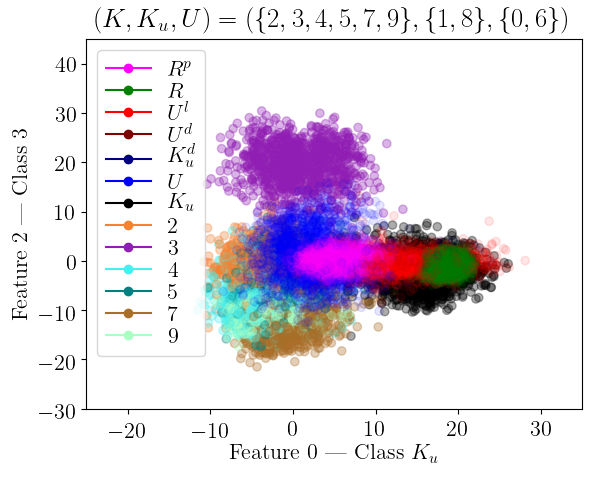 (K, K_u, U) = ({2, 3, 4, 5, 7, 9}, {1, 8}, {0, 6})
Feature 2 — Class 3
40
30
20
10
0
−10
−20
−30
R^p
R
U^l
U^d
K_u^d
U
K_u
2
3
4
5
7
9
−20
−10
0
10
20
30
Feature 0 — Class K_u